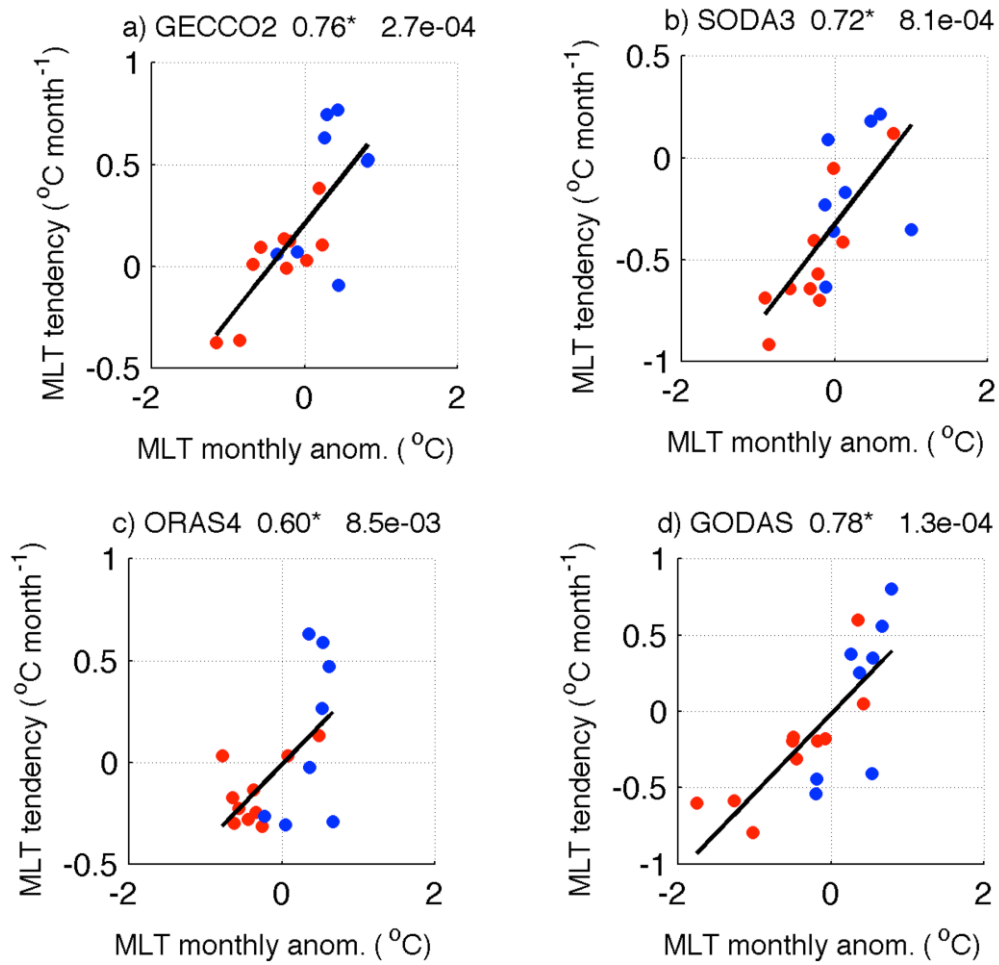 a) GECCO2 0.76* 2.7e-04
MLT tendency (°C month⁻¹)
1
0.5
0
-0.5
-2
0
2
MLT monthly anom. (°C)
b) SODA3 0.72* 8.1e-04
MLT tendency (°C month⁻¹)
0.5
0
-0.5
-1
-2
0
2
MLT monthly anom. (°C)
c) ORAS4 0.60* 8.5e-03
MLT tendency (°C month⁻¹)
1
0.5
0
-0.5
-2
0
2
MLT monthly anom. (°C)
d) GODAS 0.78* 1.3e-04
MLT tendency (°C month⁻¹)
1
0.5
0
-0.5
-1
-2
0
2
MLT monthly anom. (°C)